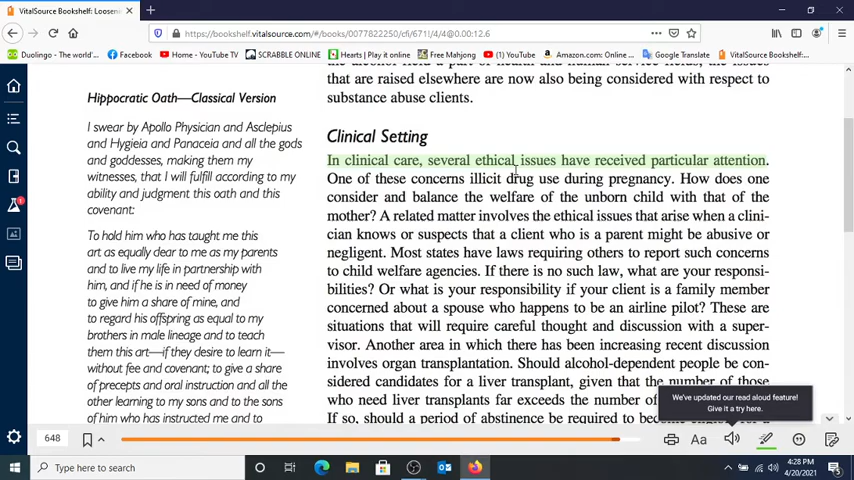 VitalSource Bookshelf: Loosenin
https://bookshelf.vitalsource.com/#/books/0077822250/cfi/671!/4/4@0.00:12.6
Duolingo - The world'...
Facebook
Home - YouTube TV
SCRABBLE ONLINE
Hearts | Play it online!
Free Mahjong
(1) YouTube
Amazon.com: Online...
Google Translate
VitalSource Bookshelf:...
the alcohol field a part of health and human service fields, the issues
that are raised elsewhere are now also being considered with respect to
substance abuse clients.
Hippocratic Oath—Classical Version
I swear by Apollo Physician and Asclepius
and Hygieia and Panaceia and all the gods
and goddesses, making them my
witnesses, that I will fulfill according to my
ability and judgment this oath and this
covenant:
To hold him who has taught me this
art as equally dear to me as my parents
and to live my life in partnership with
him, and if he is in need of money
to give him a share of mine, and
to regard his offspring as equal to my
brothers in male lineage and to teach
them this art—if they desire to learn it—
without fee and covenant; to give a share
of precepts and oral instruction and all the
other learning to my sons and to the sons
of him who has instructed me and to
Clinical Setting
In clinical care, several ethical issues have received particular attention.
One of these concerns illicit drug use during pregnancy. How does one
consider and balance the welfare of the unborn child with that of the
mother? A related matter involves the ethical issues that arise when a clini-
cian knows or suspects that a client who is a parent might be abusive or
negligent. Most states have laws requiring others to report such concerns
to child welfare agencies. If there is no such law, what are your responsi-
bilities? Or what is your responsibility if your client is a family member
concerned about a spouse who happens to be an airline pilot? These are
situations that will require careful thought and discussion with a super-
visor. Another area in which there has been increasing recent discussion
involves organ transplantation. Should alcohol-dependent people be con-
sidered candidates for a liver transplant, given that the number of those
who need liver transplants far exceeds the number of
If so, should a period of abstinence be required to become
We've updated our read aloud feature!
Give it a try here.
648
Aa
Type here to search
4:28 PM
4/20/2021